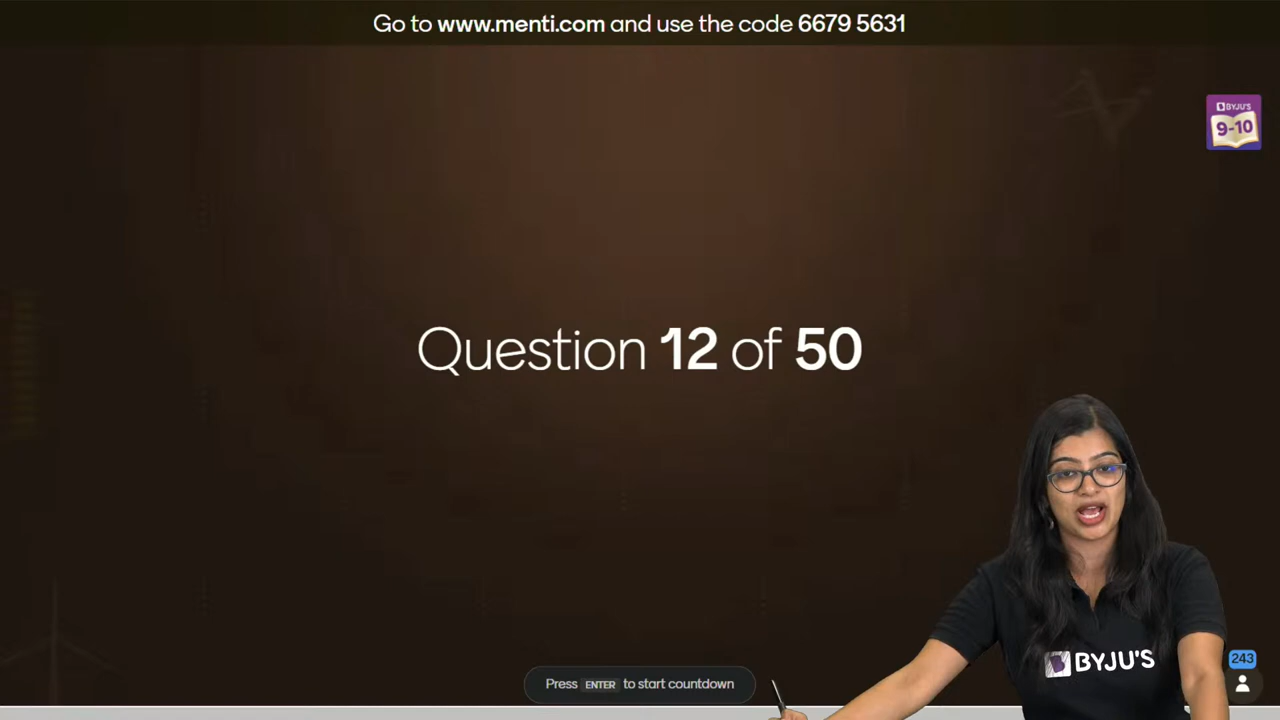 Go to www.menti.com and use the code 6679 5631
BYJU'S
9-10
Question 12 of 50
BYJU'S
243
Press ENTER to start countdown